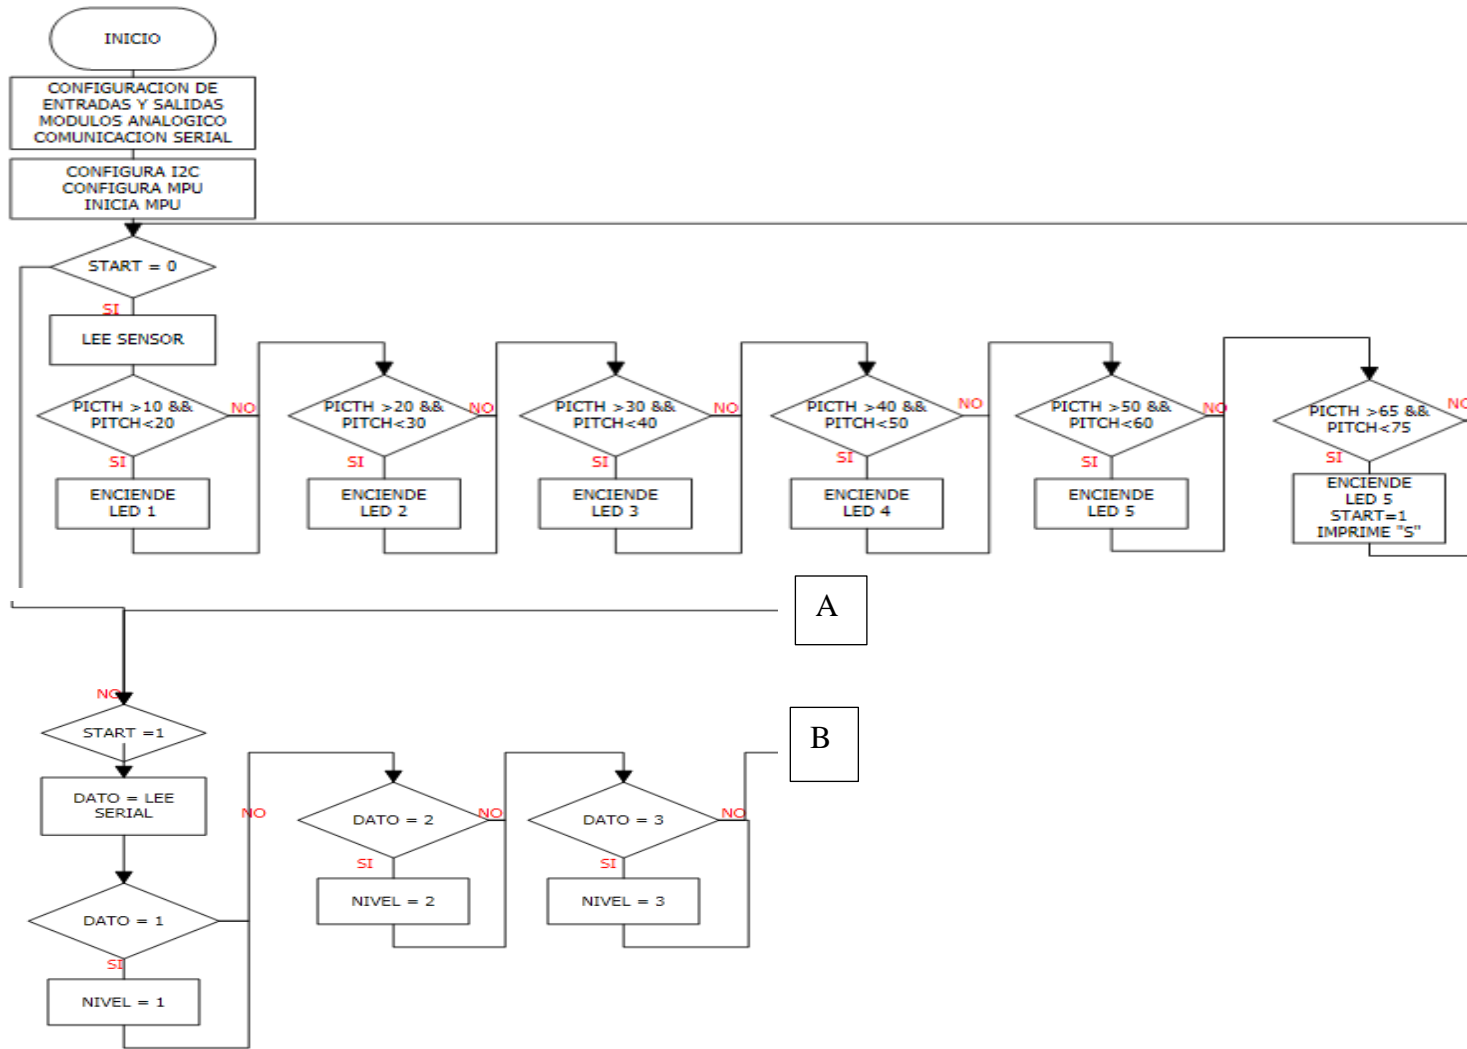 INICIO
CONFIGURACION DE
ENTRADAS Y SALIDAS
MODULOS ANALOGICO
COMUNICACION SERIAL
CONFIGURA I2C
CONFIGURA MPU
INICIA MPU
START = 0
SI
LEE SENSOR
PICTH >10 &&
PITCH<20
NO
SI
ENCIENDE
LED 1
PICTH >20 &&
PITCH<30
NO
SI
ENCIENDE
LED 2
PICTH >30 &&
PITCH<40
NO
SI
ENCIENDE
LED 3
PICTH >40 &&
PITCH<50
NO
SI
ENCIENDE
LED 4
PICTH >50 &&
PITCH<60
NO
SI
ENCIENDE
LED 5
PICTH >65 &&
PITCH<75
NO
SI
ENCIENDE
LED 5
START=1
IMPRIME "S"
A
NO
START =1
DATO = LEE
SERIAL
DATO = 1
NO
SI
NIVEL = 1
DATO = 2
NO
SI
NIVEL = 2
DATO = 3
NO
SI
NIVEL = 3
B